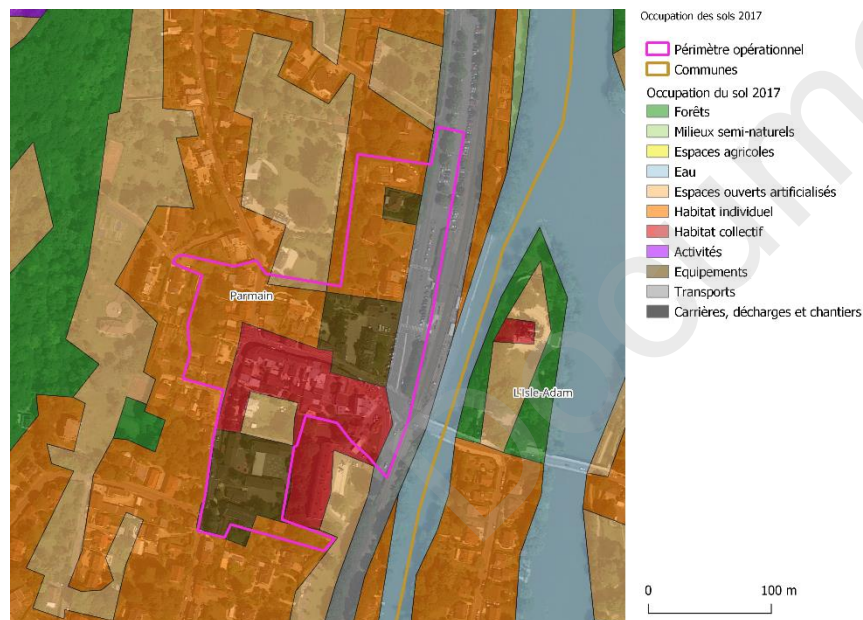 Occupation des sols 2017
Périmètre opérationnel
Communes
Occupation du sol 2017
Forêts
Milieux semi-naturels
Espaces agricoles
Eau
Espaces ouverts artificialisés
Habitat individuel
Habitat collectif
Activités
Equipements
Transports
Carrières, décharges et chantiers
Parmain
L'Isle-Adam
0 100 m